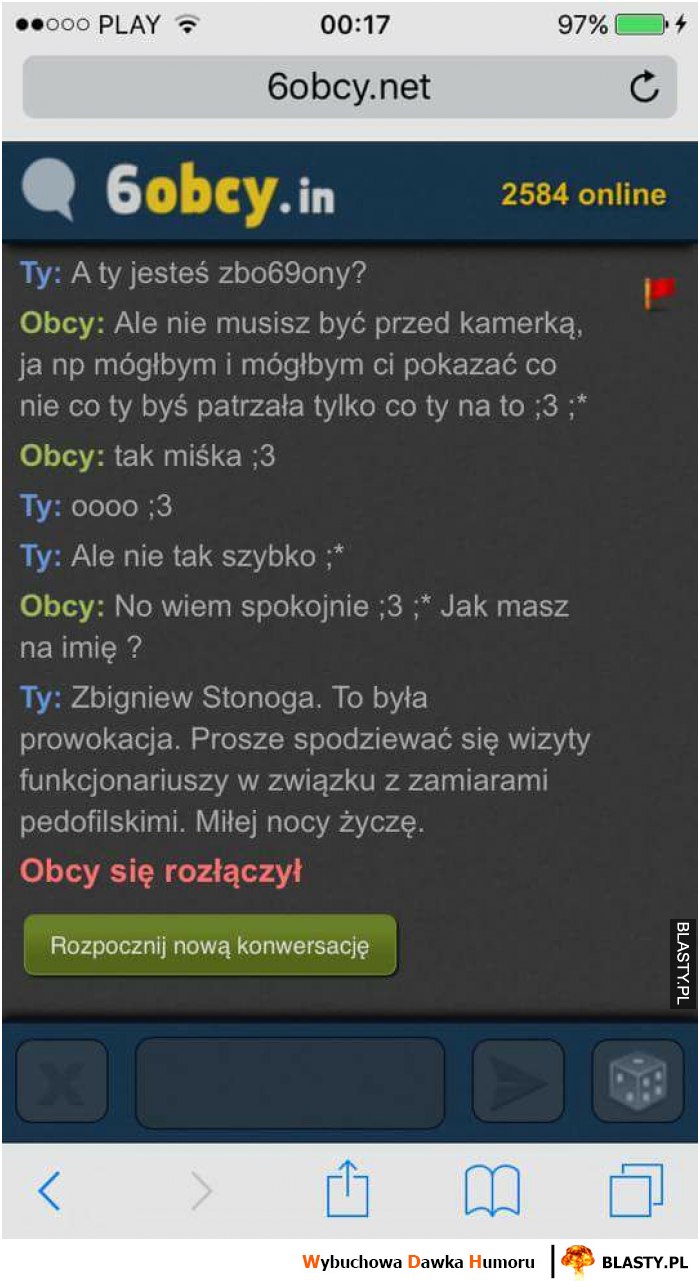 PLAY 00:17 97%
6obcy.net
6obcy.in 2584 online
Ty: A ty jesteś zbo69ony?
Obcy: Ale nie musisz być przed kamerką,
ja np mógłbym i mógłbym ci pokazać co
nie co ty byś patrzała tylko co ty na to ;3 ;*
Obcy: tak miśka ;3
Ty: oooo ;3
Ty: Ale nie tak szybko ;*
Obcy: No wiem spokojnie ;3 ;* Jak masz
na imię ?
Ty: Zbigniew Stonoga. To była
prowokacja. Prosze spodziewać się wizyty
funkcjonariuszy w związku z zamiarami
pedofilskimi. Miłej nocy życzę.
Obcy się rozłączył
Rozpocznij nową konwersację
BLASTY.PL
X
Wybuchowa Dawka Humoru | BLASTY.PL